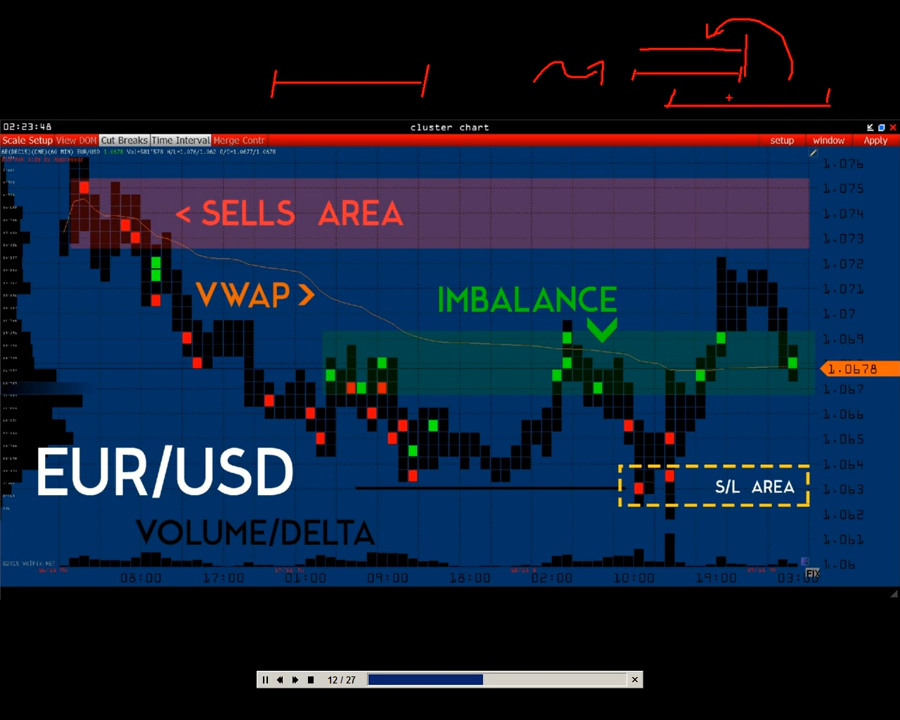 02:23:48
cluster chart
Scale Setup View DOM Cut Breaks Time Interval Merge Contr
setup window Apply
1.076
1.075
< SELLS AREA
1.074
1.073
1.072
VWAP >
IMBALANCE
1.071
1.07
1.069
1.0678
1.067
1.066
1.065
1.064
EUR/USD
S/L AREA
1.063
1.062
VOLUME/DELTA
1.061
1.06
08:00 17:00 01:00 09:00 18:00 02:00 10:00 19:00 03:00
FIX
12 / 27